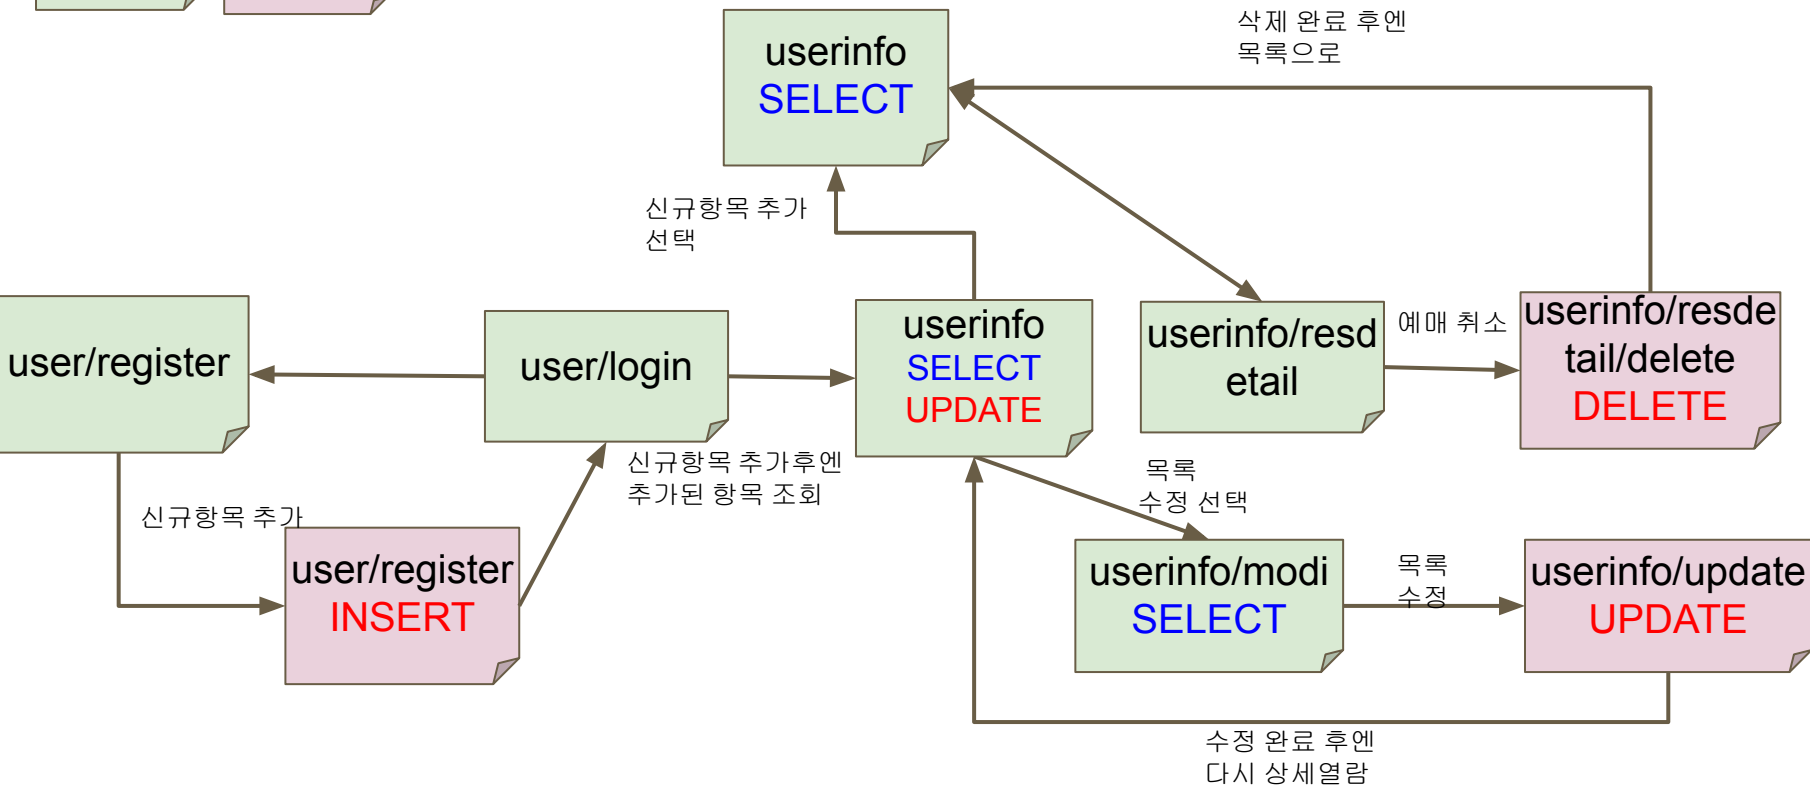 삭제 완료 후엔
목록으로
userinfo
SELECT
신규항목 추가
선택
user/register
user/login
userinfo
SELECT
UPDATE
userinfo/resd
etail
예매 취소
userinfo/resde
tail/delete
DELETE
신규항목 추가후엔
추가된 항목 조회
목록
수정 선택
신규항목 추가
user/register
INSERT
userinfo/modi
SELECT
목록
수정
userinfo/update
UPDATE
수정 완료 후엔
다시 상세열람